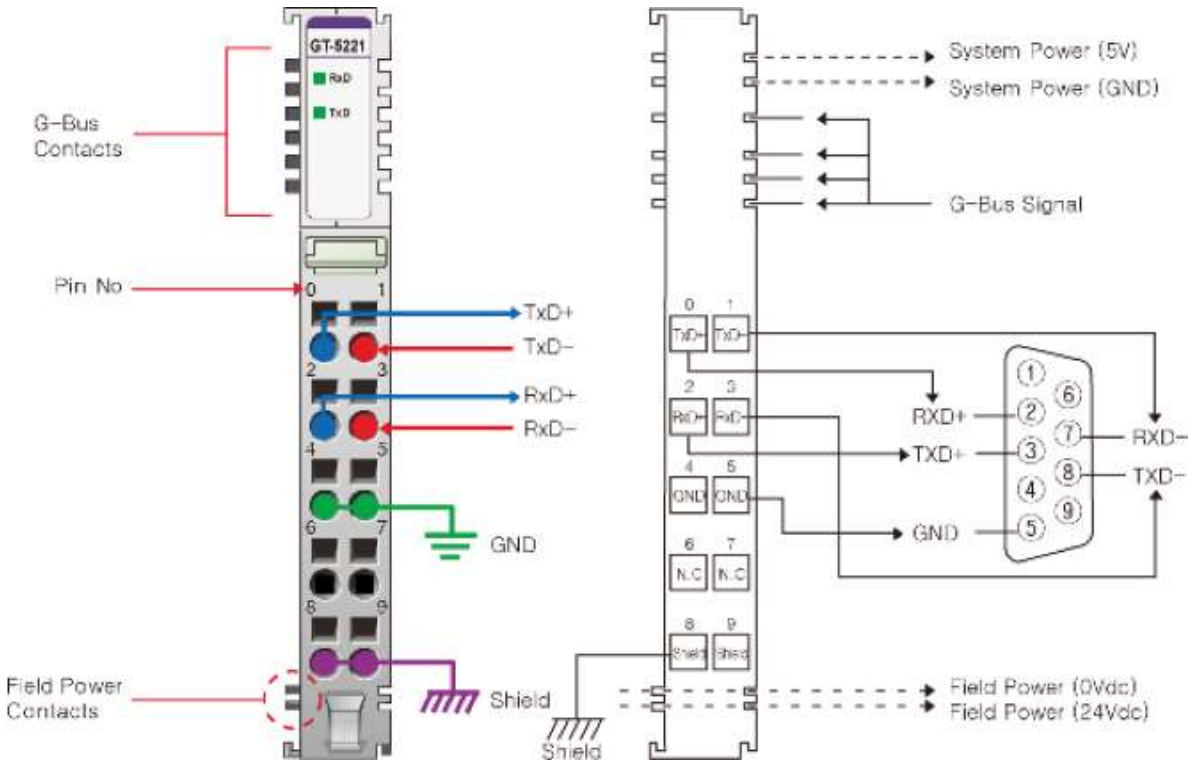 GT-5221
RxD
TxD
G-Bus
Contacts
Pin No
0 1
TxD+
TxD-
2 3
RxD+
RxD-
4 5
GND
6 7
8 9
Shield
Field Power
Contacts
System Power (5V)
System Power (GND)
G-Bus Signal
0 1
TxD+ TxD-
2 3
RxD+ RxD-
4 5
GND GND
6 7
N.C N.C
8 9
Shield Shield
Shield
1
6
RXD+ 2
7 RXD-
TXD+ 3
8 TXD-
4
9
GND 5
Field Power (0Vdc)
Field Power (24Vdc)